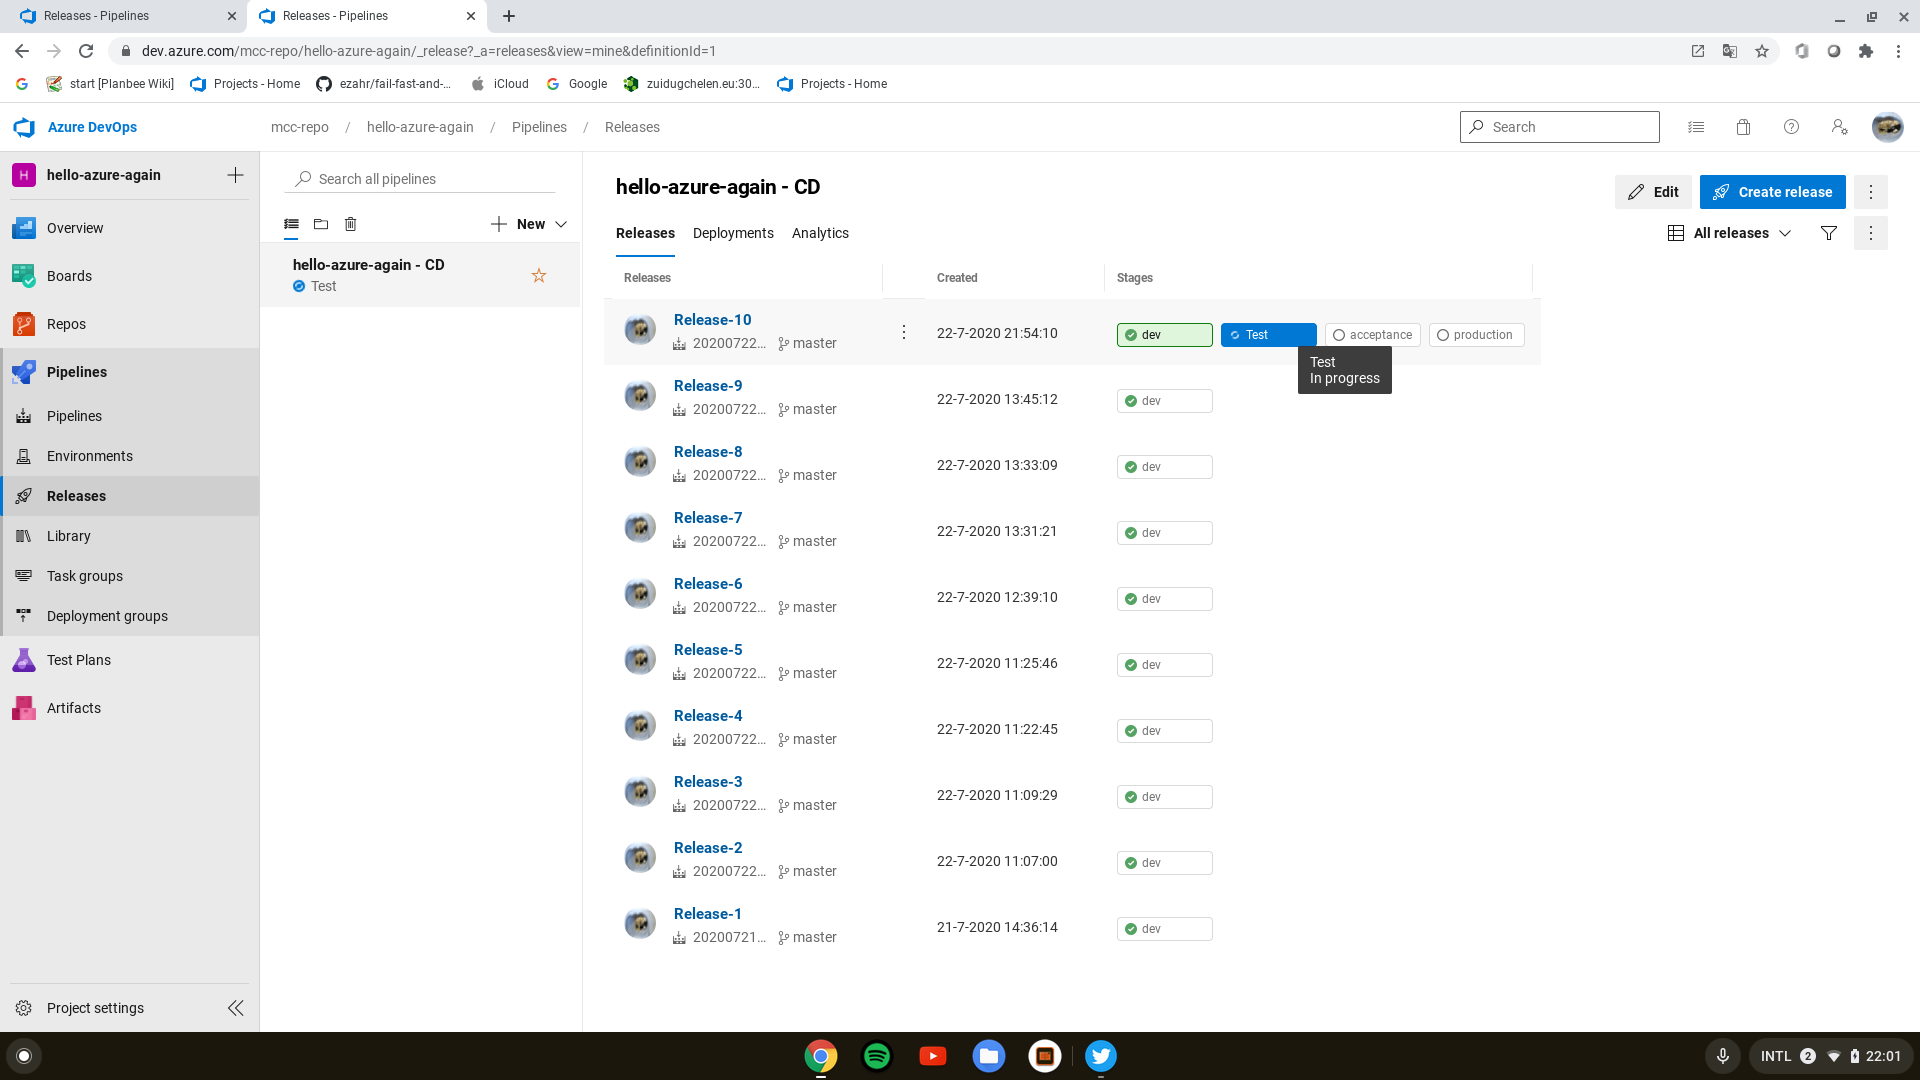 Releases - Pipelines
Releases - Pipelines
dev.azure.com/mcc-repo/hello-azure-again/_release?_a=releases&view=mine&definitionId=1
start [Planbee Wiki]
Projects - Home
ezahr/fail-fast-and-...
iCloud
Google
zuidugchelen.eu:30...
Projects - Home
Azure DevOps
mcc-repo / hello-azure-again / Pipelines / Releases
Search
H
hello-azure-again
Overview
Boards
Repos
Pipelines
Pipelines
Environments
Releases
Library
Task groups
Deployment groups
Test Plans
Artifacts
Project settings
Search all pipelines
New
hello-azure-again - CD
Test
hello-azure-again - CD
Edit
Create release
Releases
Deployments
Analytics
All releases
Releases Created Stages
Release-10
20200722... master
22-7-2020 21:54:10
dev Test acceptance production
Test
In progress
Release-9
20200722... master
22-7-2020 13:45:12
dev
Release-8
20200722... master
22-7-2020 13:33:09
dev
Release-7
20200722... master
22-7-2020 13:31:21
dev
Release-6
20200722... master
22-7-2020 12:39:10
dev
Release-5
20200722... master
22-7-2020 11:25:46
dev
Release-4
20200722... master
22-7-2020 11:22:45
dev
Release-3
20200722... master
22-7-2020 11:09:29
dev
Release-2
20200722... master
22-7-2020 11:07:00
dev
Release-1
20200721... master
21-7-2020 14:36:14
dev
INTL 2 22:01